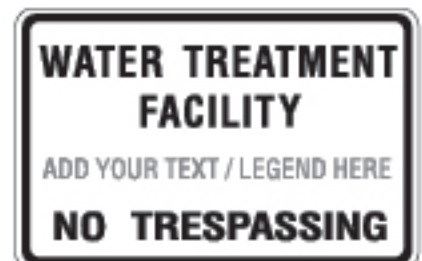 WATER TREATMENT
FACILITY
ADD YOUR TEXT / LEGEND HERE
NO TRESPASSING